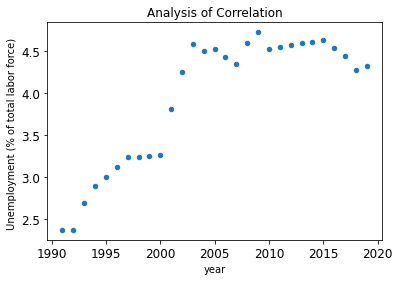 Analysis of Correlation
Unemployment (% of total labor force)
4.5
4.0
3.5
3.0
2.5
1990 1995 2000 2005 2010 2015 2020
year